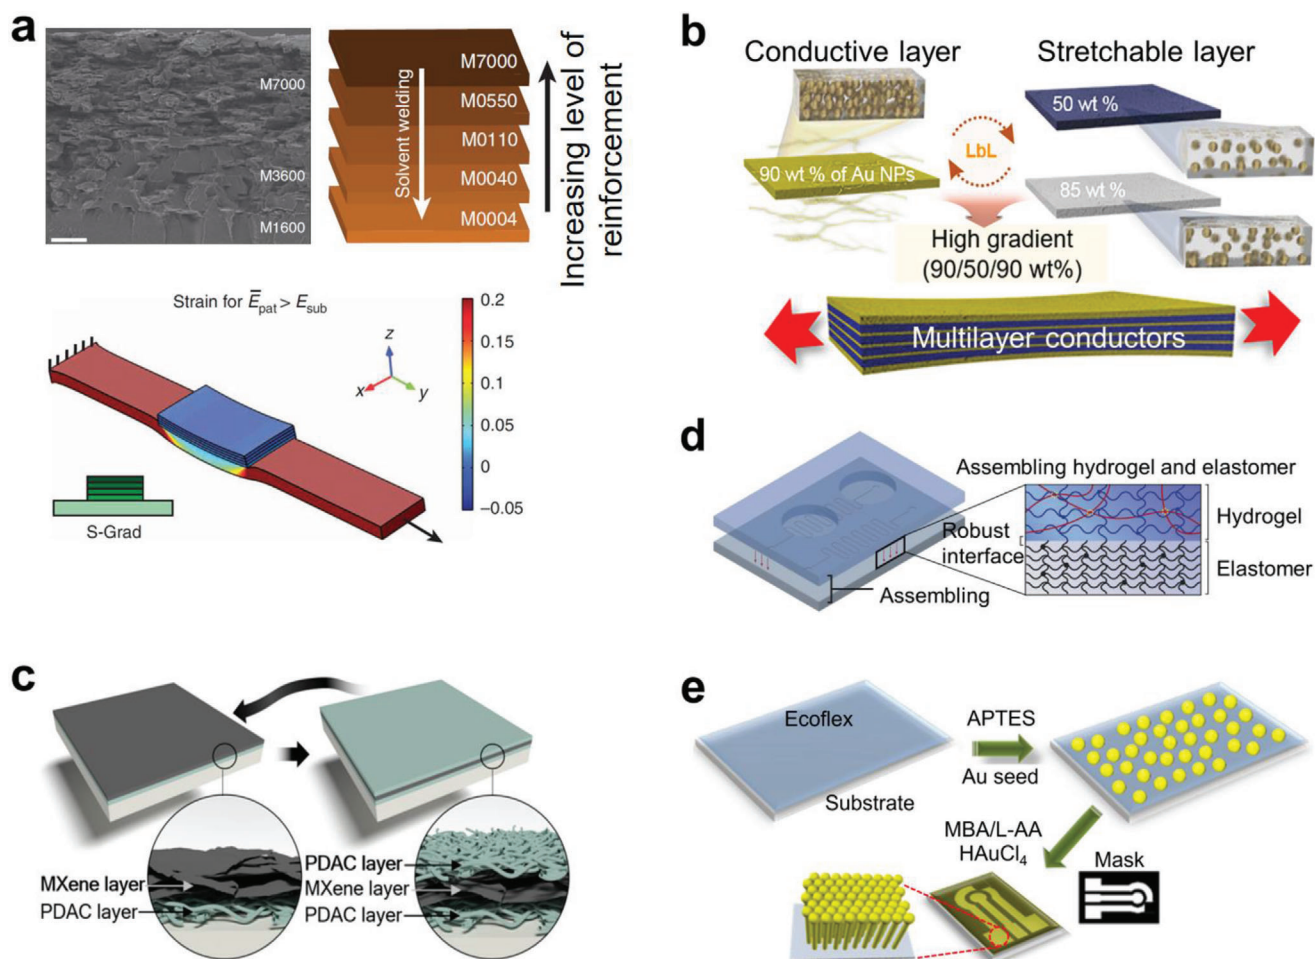 a
M7000
M3600
M1600
M7000
M0550
M0110
M0040
M0004
Solvent welding
Increasing level of
reinforcement
Strain for E̅pat > Esub
0.2
0.15
0.1
0.05
0
−0.05
z
x
y
S-Grad
b
Conductive layer
Stretchable layer
50 wt %
LbL
90 wt % of Au NPs
85 wt %
High gradient
(90/50/90 wt%)
Multilayer conductors
c
MXene layer
PDAC layer
PDAC layer
MXene layer
PDAC layer
d
Assembling hydrogel and elastomer
Robust
interface
Hydrogel
Elastomer
Assembling
e
Ecoflex
Substrate
APTES
Au seed
MBA/L-AA
HAuCl₄
Mask